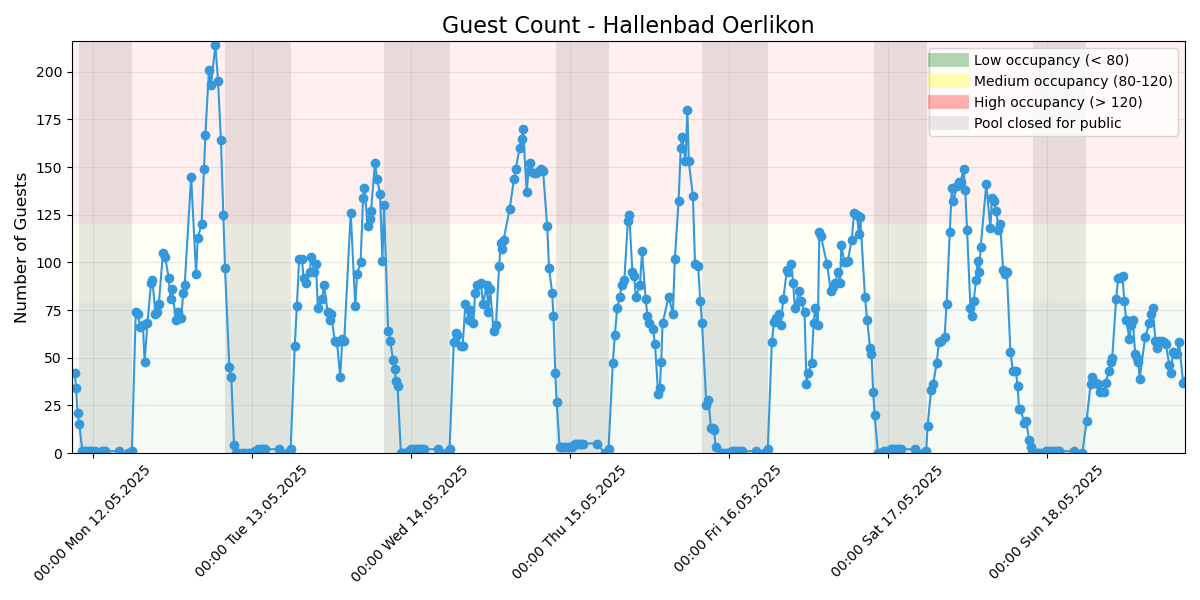 Guest Count - Hallenbad Oerlikon
Number of Guests
200
175
150
125
100
75
50
25
0
Low occupancy (< 80)
Medium occupancy (80-120)
High occupancy (> 120)
Pool closed for public
00:00 Mon 12.05.2025
00:00 Tue 13.05.2025
00:00 Wed 14.05.2025
00:00 Thu 15.05.2025
00:00 Fri 16.05.2025
00:00 Sat 17.05.2025
00:00 Sun 18.05.2025